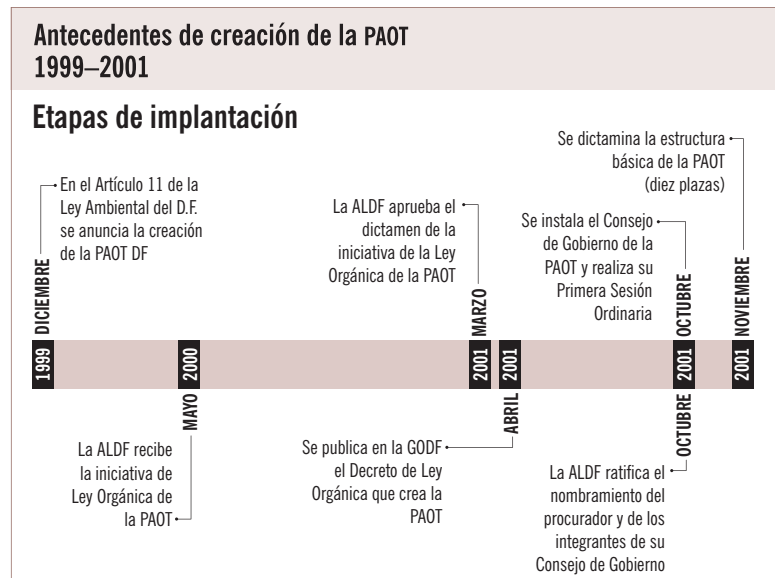 Antecedentes de creación de la PAOT
1999–2001
Etapas de implantación
En el Artículo 11 de la
Ley Ambiental del D.F.
se anuncia la creación
de la PAOT DF
DICIEMBRE
1999
MAYO
2000
La ALDF recibe
la iniciativa de
Ley Orgánica de
la PAOT
La ALDF aprueba el
dictamen de la
iniciativa de la Ley
Orgánica de la PAOT
MARZO
2001
2001
ABRIL
Se publica en la GODF
el Decreto de Ley
Orgánica que crea la
PAOT
Se instala el Consejo
de Gobierno de la
PAOT y realiza su
Primera Sesión
Ordinaria
OCTUBRE
2001
OCTUBRE
La ALDF ratifica el
nombramiento del
procurador y de los
integrantes de su
Consejo de Gobierno
Se dictamina la estructura
básica de la PAOT
(diez plazas)
NOVIEMBRE
2001